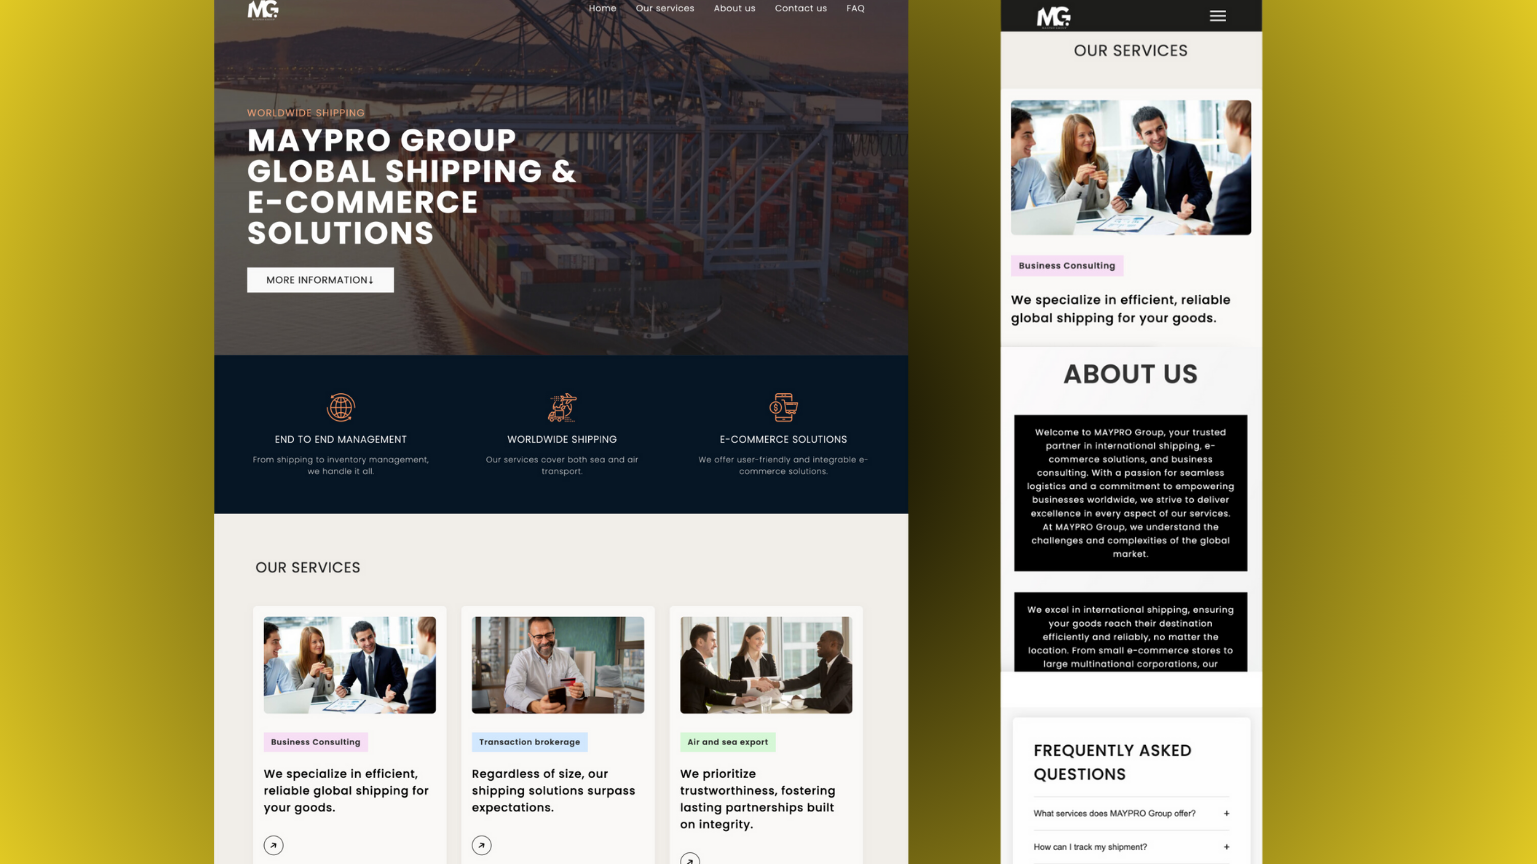 MG.
Home Our services About us Contact us FAQ
WORLDWIDE SHIPPING
MAYPRO GROUP
GLOBAL SHIPPING &
E-COMMERCE
SOLUTIONS
MORE INFORMATION↓
END TO END MANAGEMENT
From shipping to inventory management,
we handle it all.
WORLDWIDE SHIPPING
Our services cover both sea and air
transport.
E-COMMERCE SOLUTIONS
We offer user-friendly and integrable e-
commerce solutions.
OUR SERVICES
Business Consulting
We specialize in efficient,
reliable global shipping for
your goods.
Transaction brokerage
Regardless of size, our
shipping solutions surpass
expectations.
Air and sea export
We prioritize
trustworthiness, fostering
lasting partnerships built
on integrity.
MG.
OUR SERVICES
Business Consulting
We specialize in efficient, reliable
global shipping for your goods.
ABOUT US
Welcome to MAYPRO Group, your trusted
partner in international shipping, e-
commerce solutions, and business
consulting. With a passion for seamless
logistics and a commitment to empowering
businesses worldwide, we strive to deliver
excellence in every aspect of our services.
At MAYPRO Group, we understand the
challenges and complexities of the global
market.
We excel in international shipping, ensuring
your goods reach their destination
efficiently and reliably, no matter the
location. From small e-commerce stores to
large multinational corporations, our
FREQUENTLY ASKED
QUESTIONS
What services does MAYPRO Group offer? +
How can I track my shipment? +